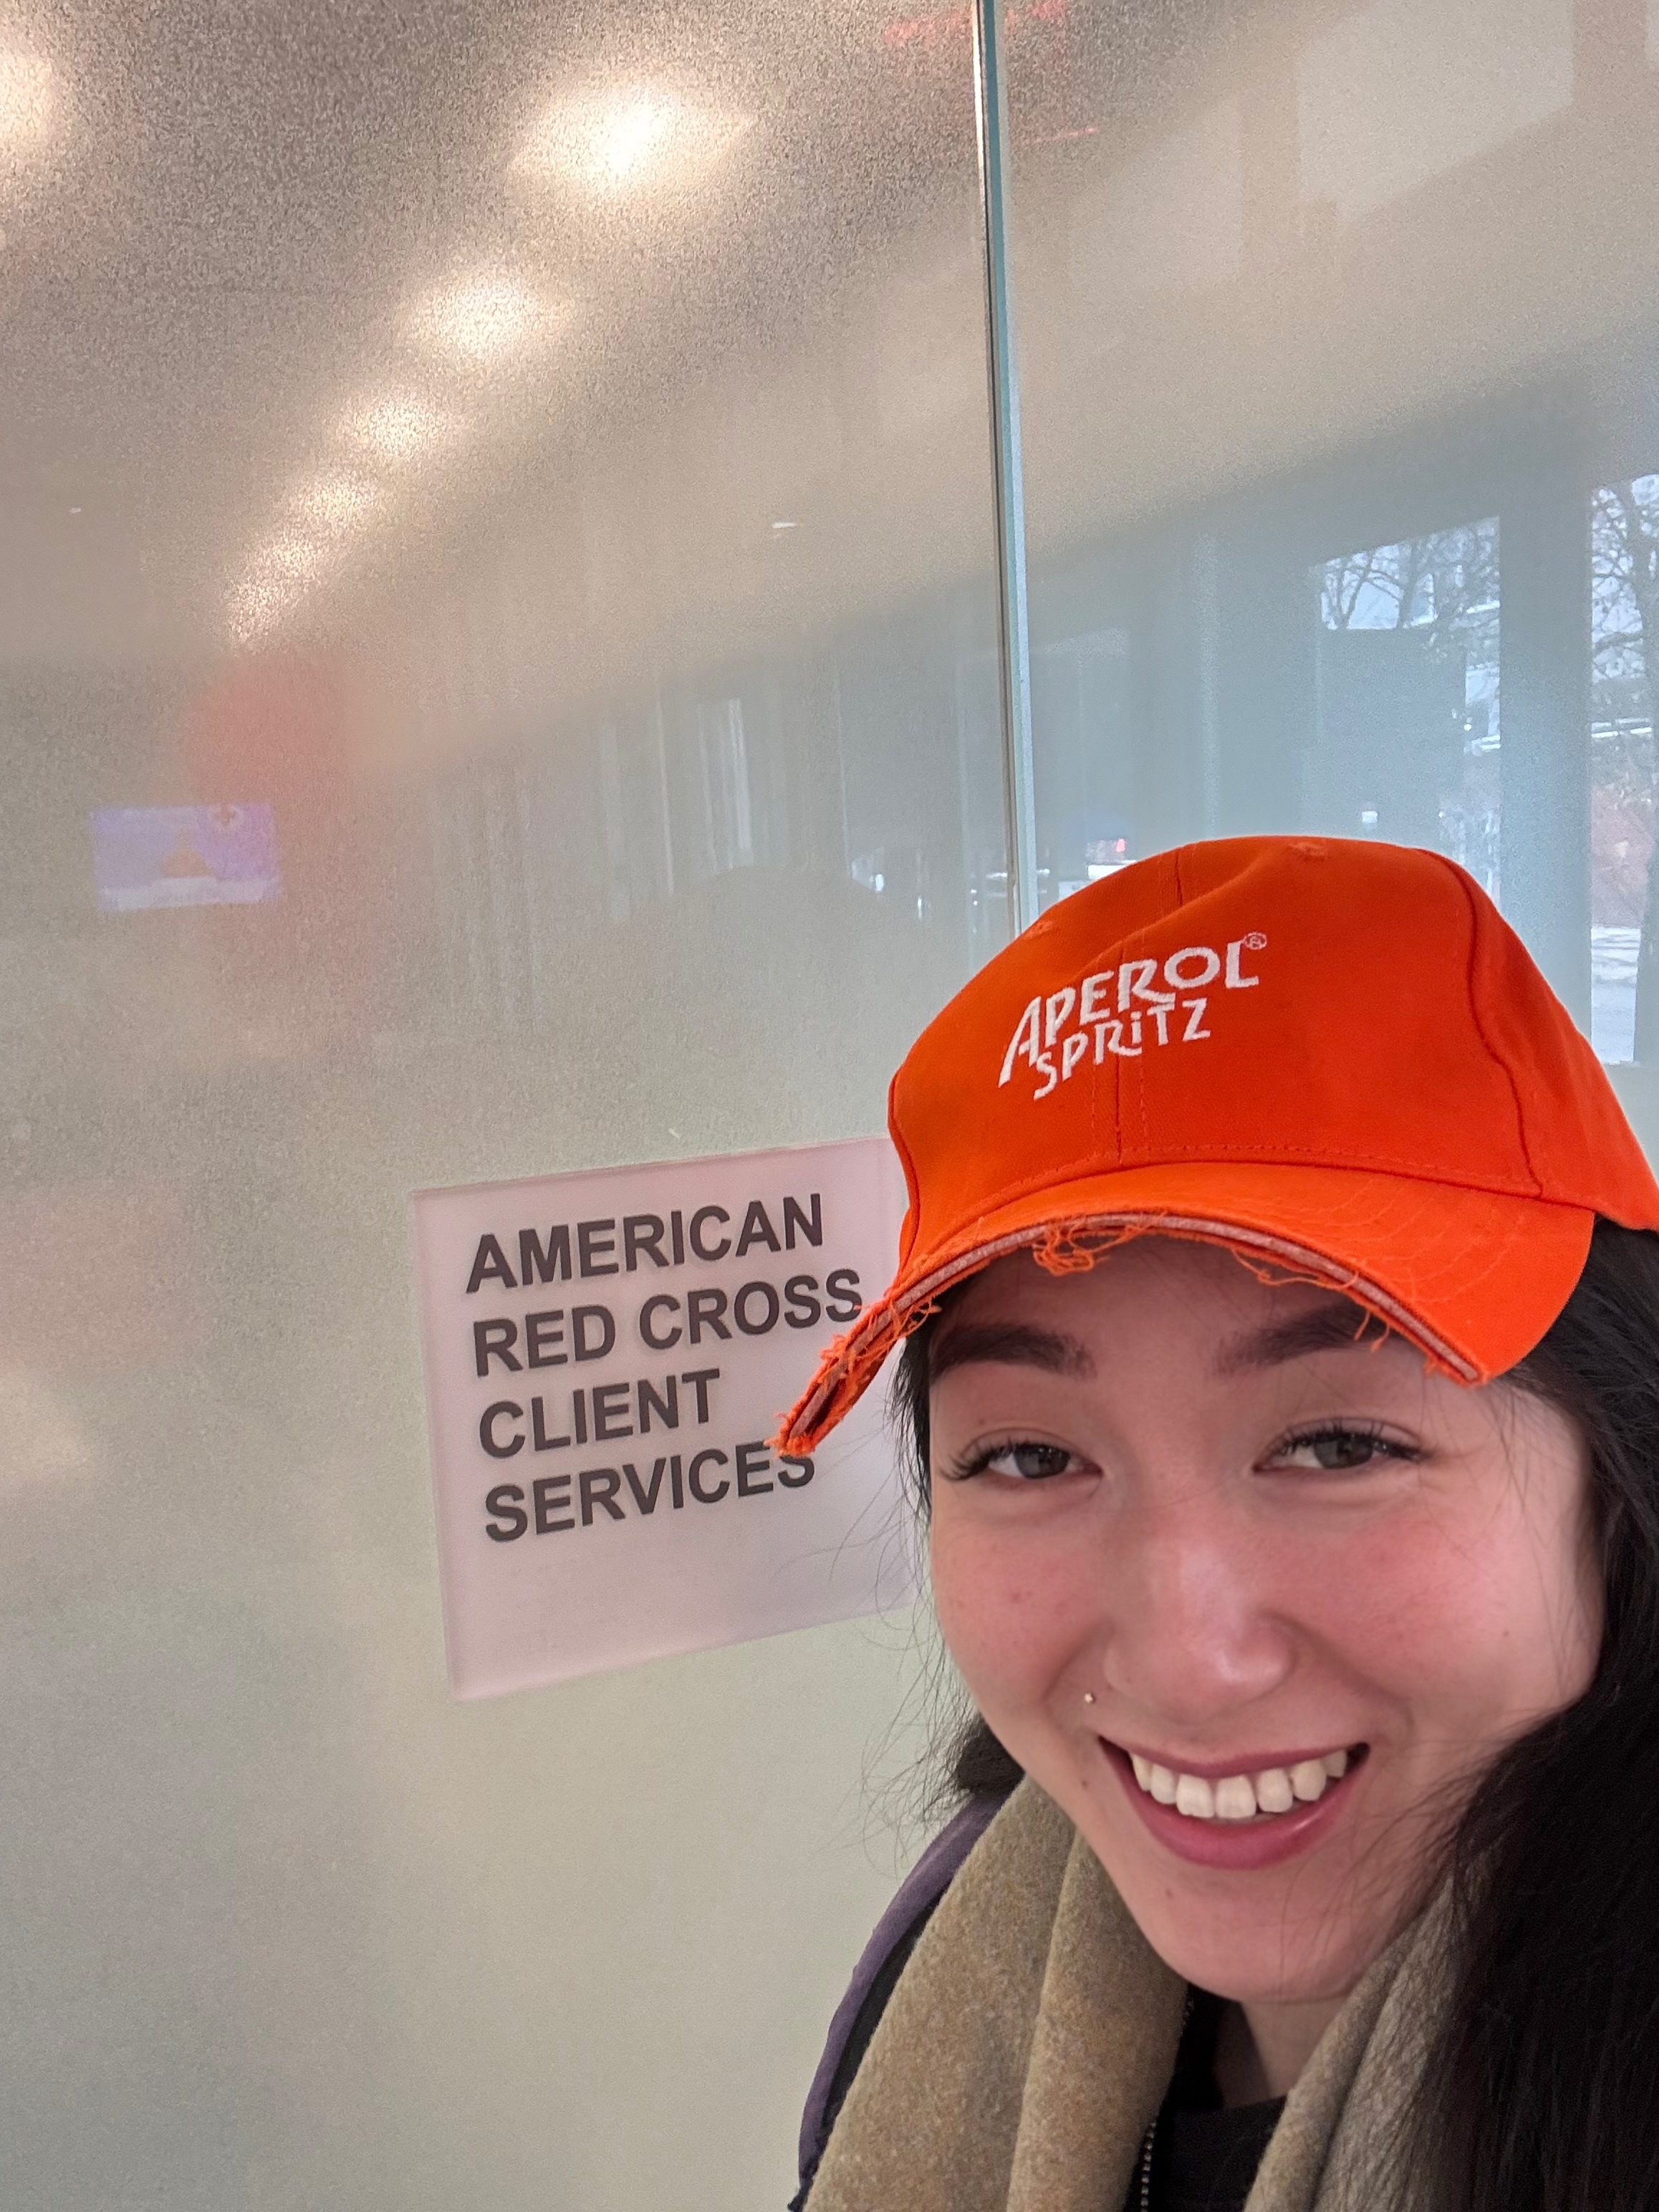 APEROL®
SPRiTZ
AMERICAN
RED CROSS
CLIENT
SERVICES